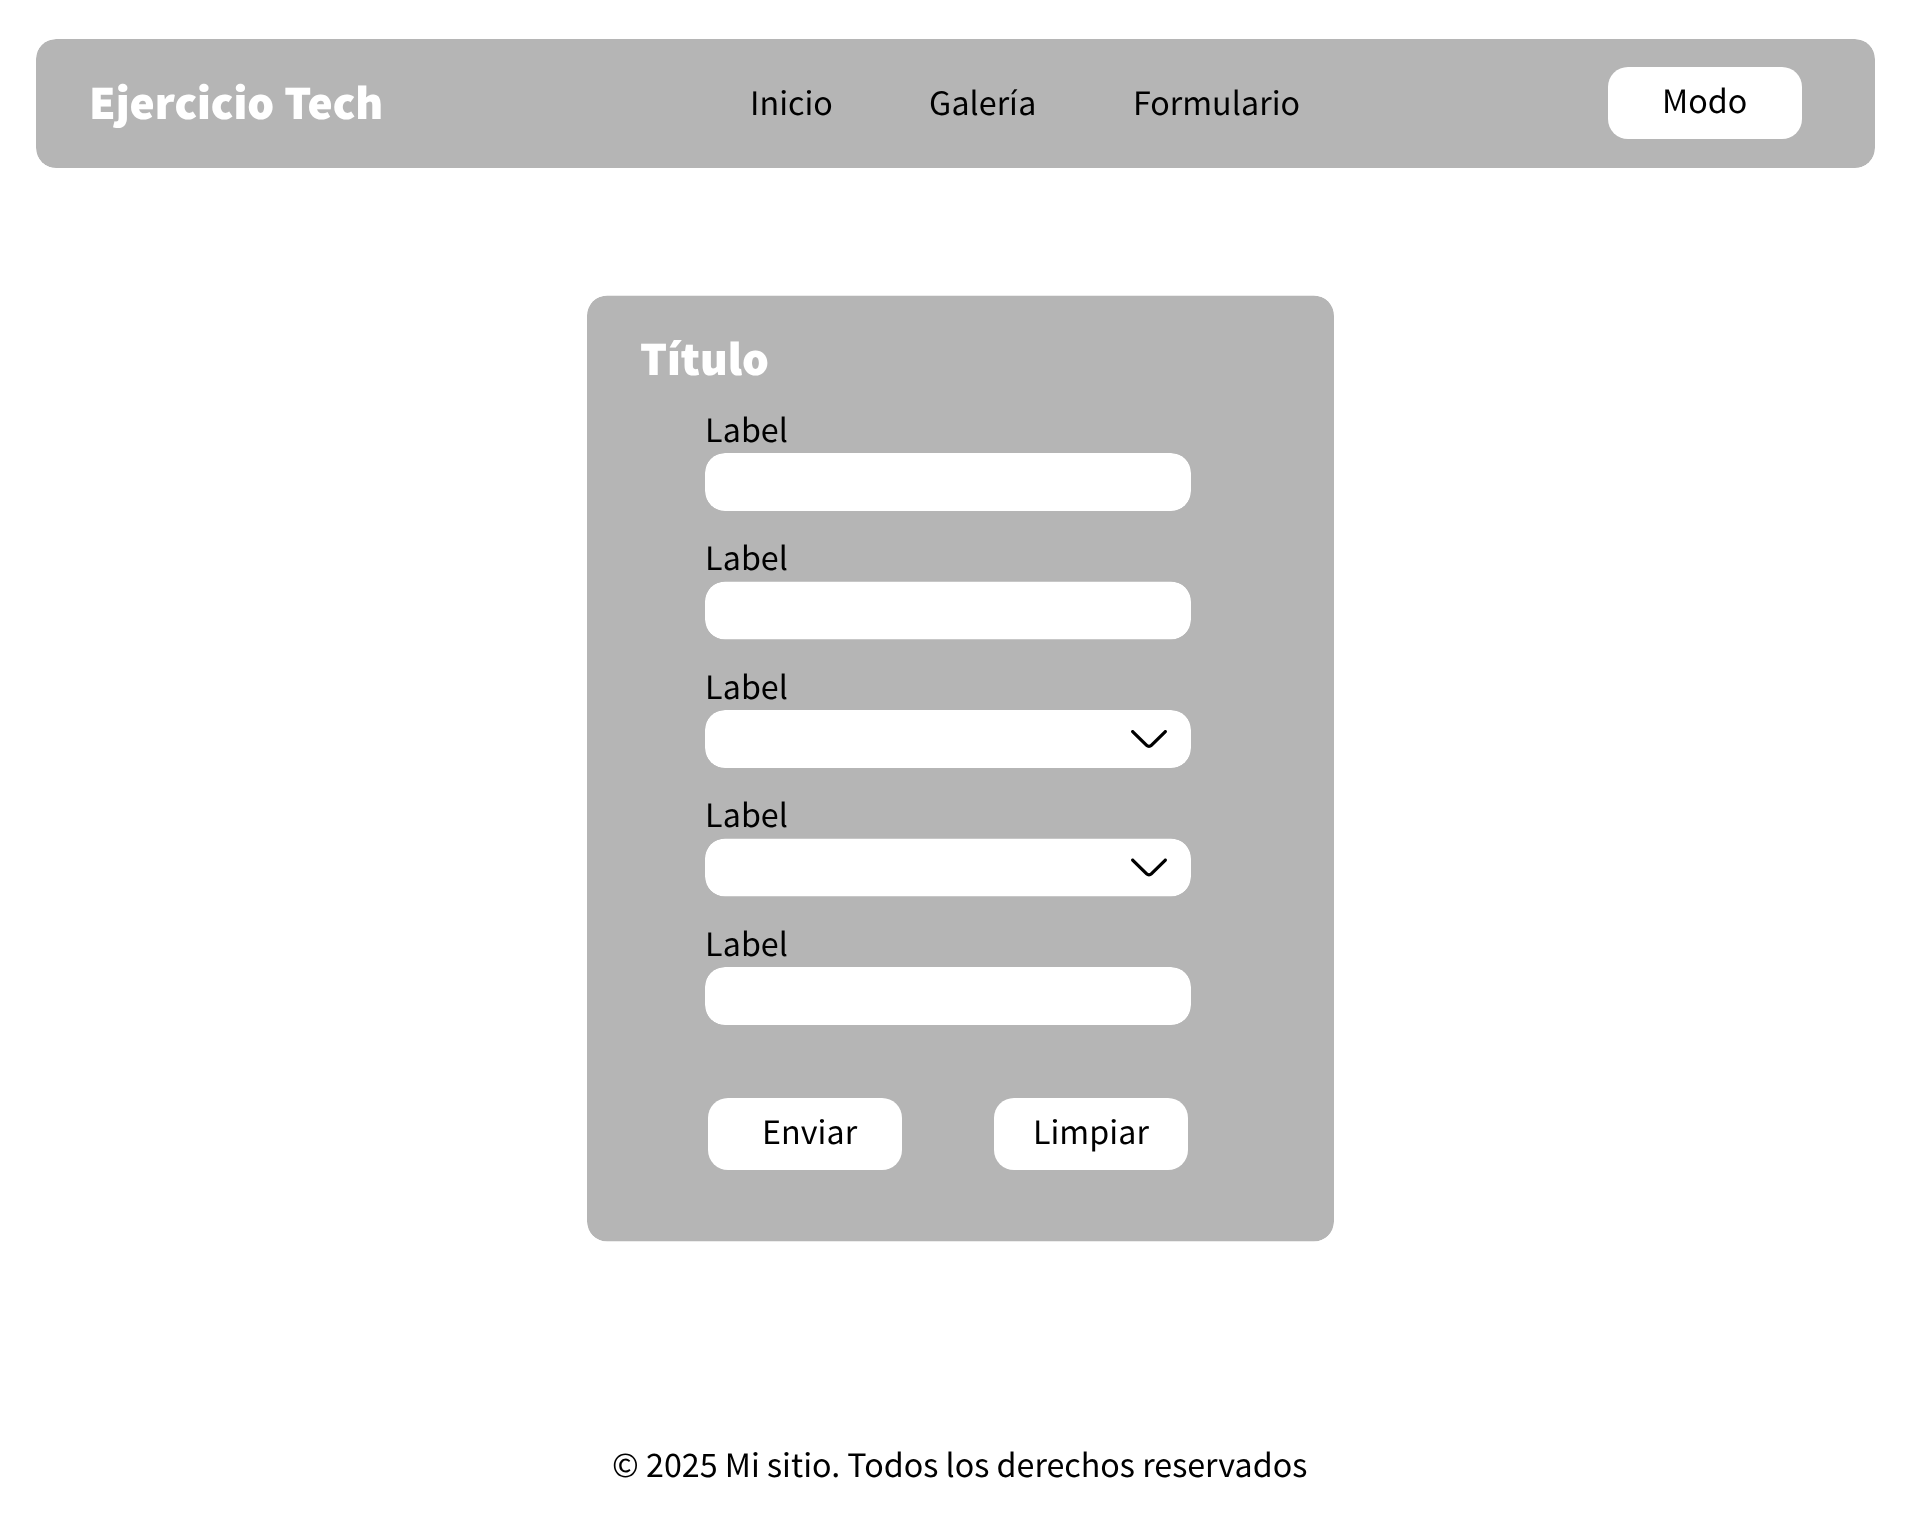 Ejercicio Tech
Inicio Galería Formulario
Modo
Título
Label
Label
Label
Label
Label
Enviar Limpiar
© 2025 Mi sitio. Todos los derechos reservados